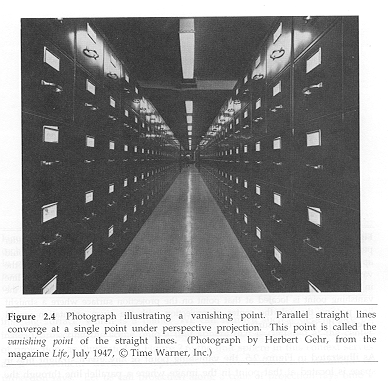 Figure 2.4 Photograph illustrating a vanishing point. Parallel straight lines
converge at a single point under perspective projection. This point is called the
vanishing point of the straight lines. (Photograph by Herbert Gehr, from the
magazine Life, July 1947, © Time Warner, Inc.)